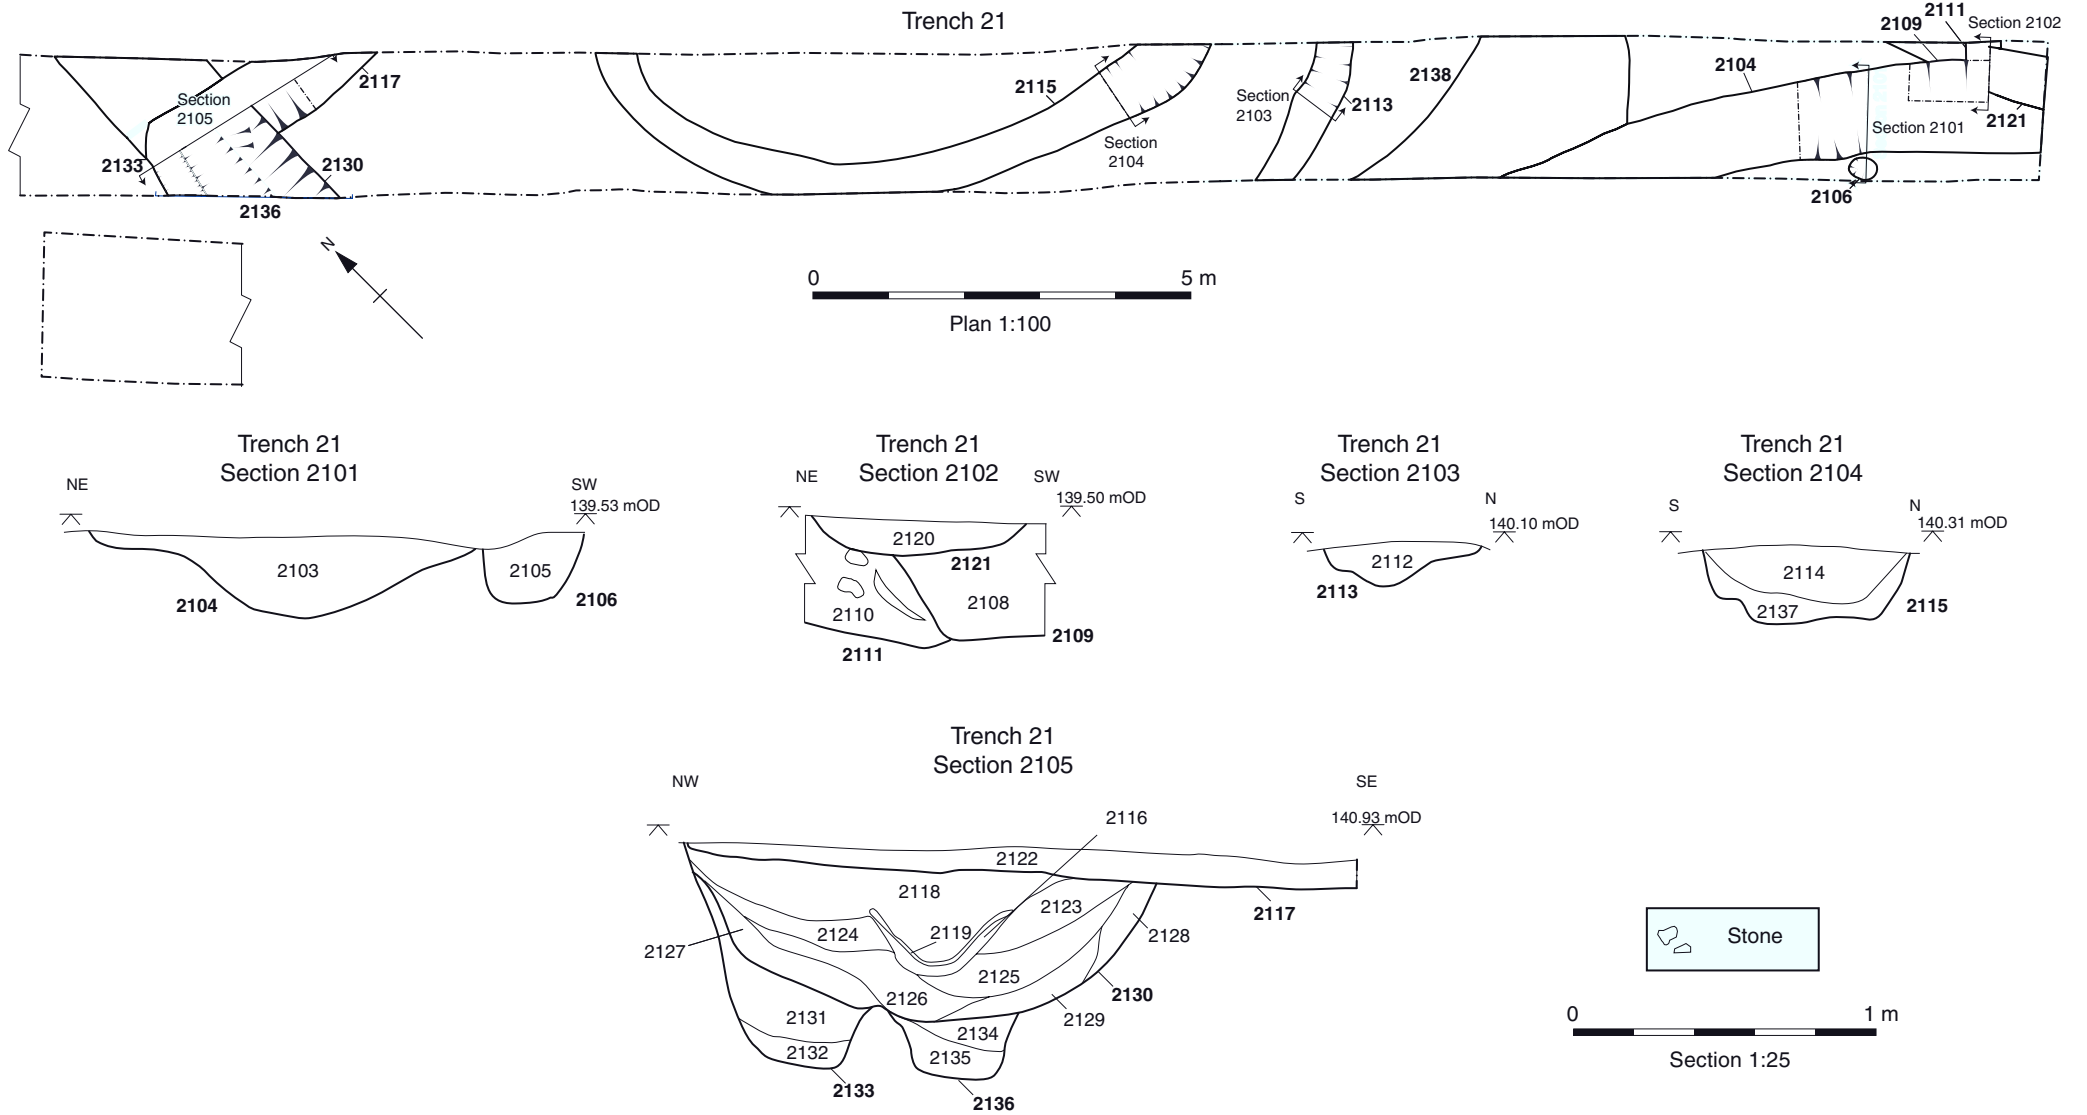 Trench 21
2111
2109
Section 2102
2117
2138
2104
2115
Section
2105
Section
2103
2113
2121
Section 2101
Section
2104
2133
2130
2106
2136
N
0
5 m
Plan 1:100
Trench 21
Section 2101
NE
SW
139.53 mOD
2103
2105
2104
2106
Trench 21
Section 2102
NE
SW
139.50 mOD
2120
2121
2110
2108
2109
2111
Trench 21
Section 2103
S
N
140.10 mOD
2112
2113
Trench 21
Section 2104
S
N
140.31 mOD
2114
2137
2115
Trench 21
Section 2105
NW
SE
2116
140.93 mOD
2122
2118
2123
2117
2124
2119
2128
2127
2125
2130
2126
2129
2131
2134
2132
2135
2133
2136
Stone
0
1 m
Section 1:25